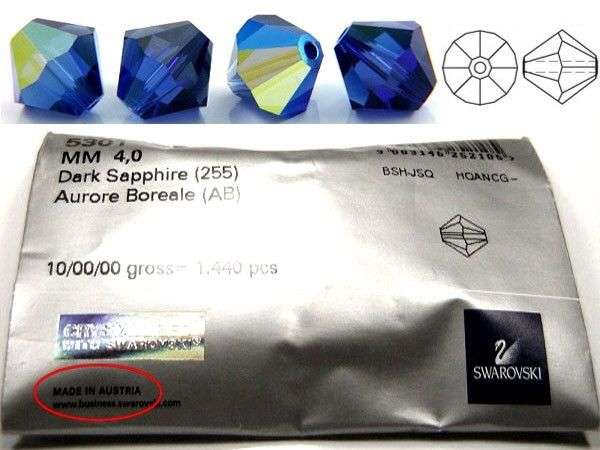 MM 4,0
Dark Sapphire (255)
Aurore Boreale (AB)
BSHJSQ HQANCG-
10/00/00 gross= 1.440 pcs
MADE IN AUSTRIA
www.business.swarovski.com
SWAROVSKI